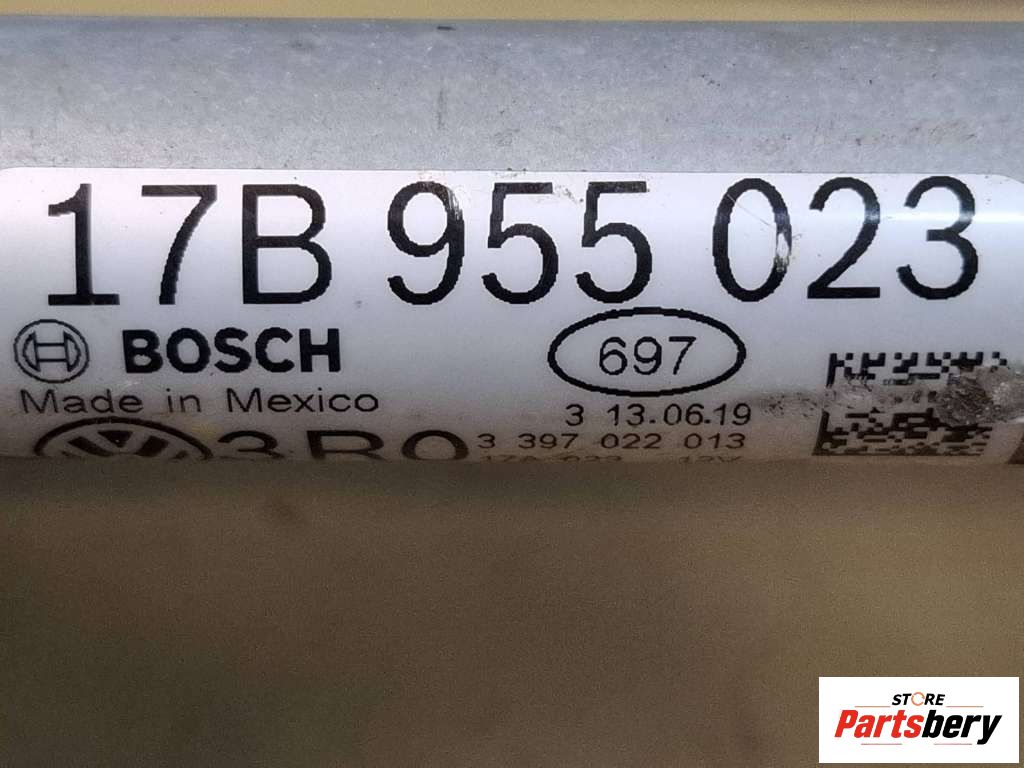 17B 955 023
BOSCH
697
Made in Mexico
3 13.06.19
3 397 022 013
STORE
Partsbery